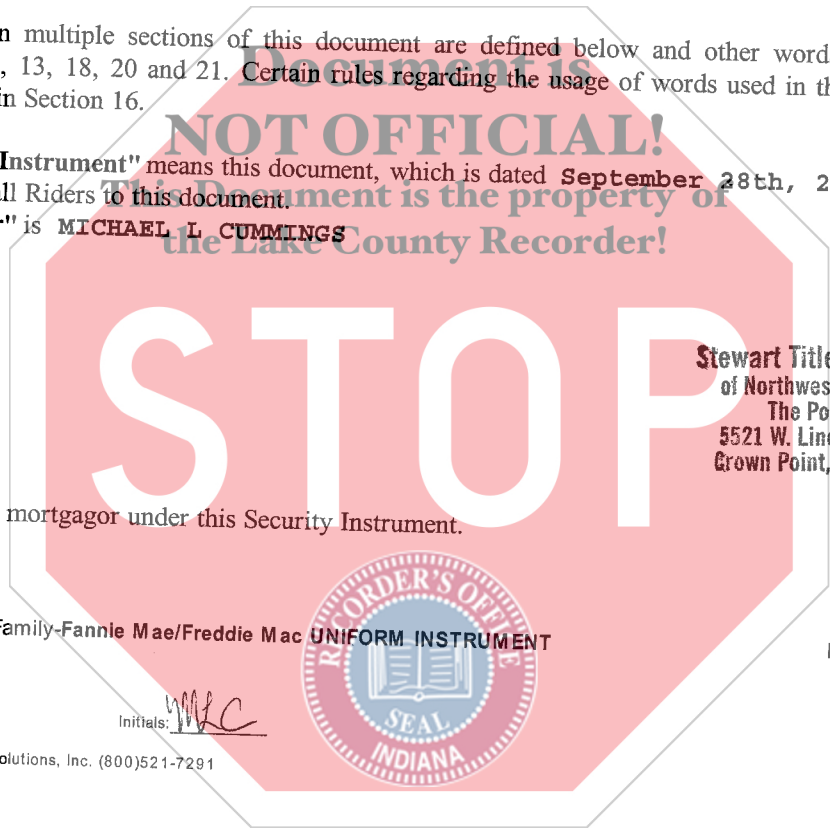 n multiple sections of this document are defined below and other word
, 13, 18, 20 and 21. Certain rules regarding the usage of words used in th
in Section 16.
Document is
NOT OFFICIAL!
This Document is the property of
the Lake County Recorder!
Instrument" means this document, which is dated September 28th, 2
ll Riders to this document.
" is MICHAEL L CUMMINGS
STOP
Stewart Title
of Northwes
The Po
5521 W. Linc
Crown Point,
mortgagor under this Security Instrument.
Family-Fannie Mae/Freddie Mac UNIFORM INSTRUMENT
RECORDER'S OFFICE
SEAL
INDIANA
Initials: MLC
olutions, Inc. (800)521-7291